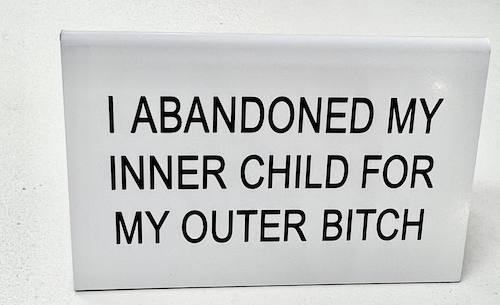 I ABANDONED MY
INNER CHILD FOR
MY OUTER BITCH